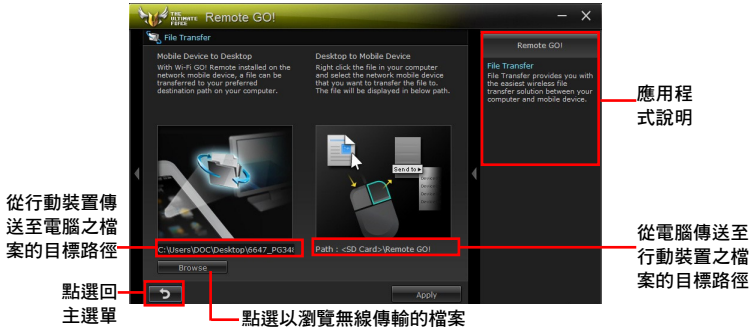 THE
ULTIMATE
FORCE
Remote GO!
File Transfer
Mobile Device to Desktop
With Wi-Fi GO! Remote installed on the
network mobile device, a file can be
transferred to your preferred
destination path on your computer.
Desktop to Mobile Device
Right click the file in your computer
and select the network mobile device
that you want to transfer the file to.
The file will be displayed in below path.
Send to
C:\Users\DOC\Desktop\6647_PG348
Path : <SD Card>\Remote GO!
Browse
Apply
Remote GO!
File Transfer
File Transfer provides you with
the easiest wireless file
transfer solution between your
computer and mobile device.
應用程
式說明
從行動裝置傳
送至電腦之檔
案的目標路徑
從電腦傳送至
行動裝置之檔
案的目標路徑
點選回
主選單
點選以瀏覽無線傳輸的檔案